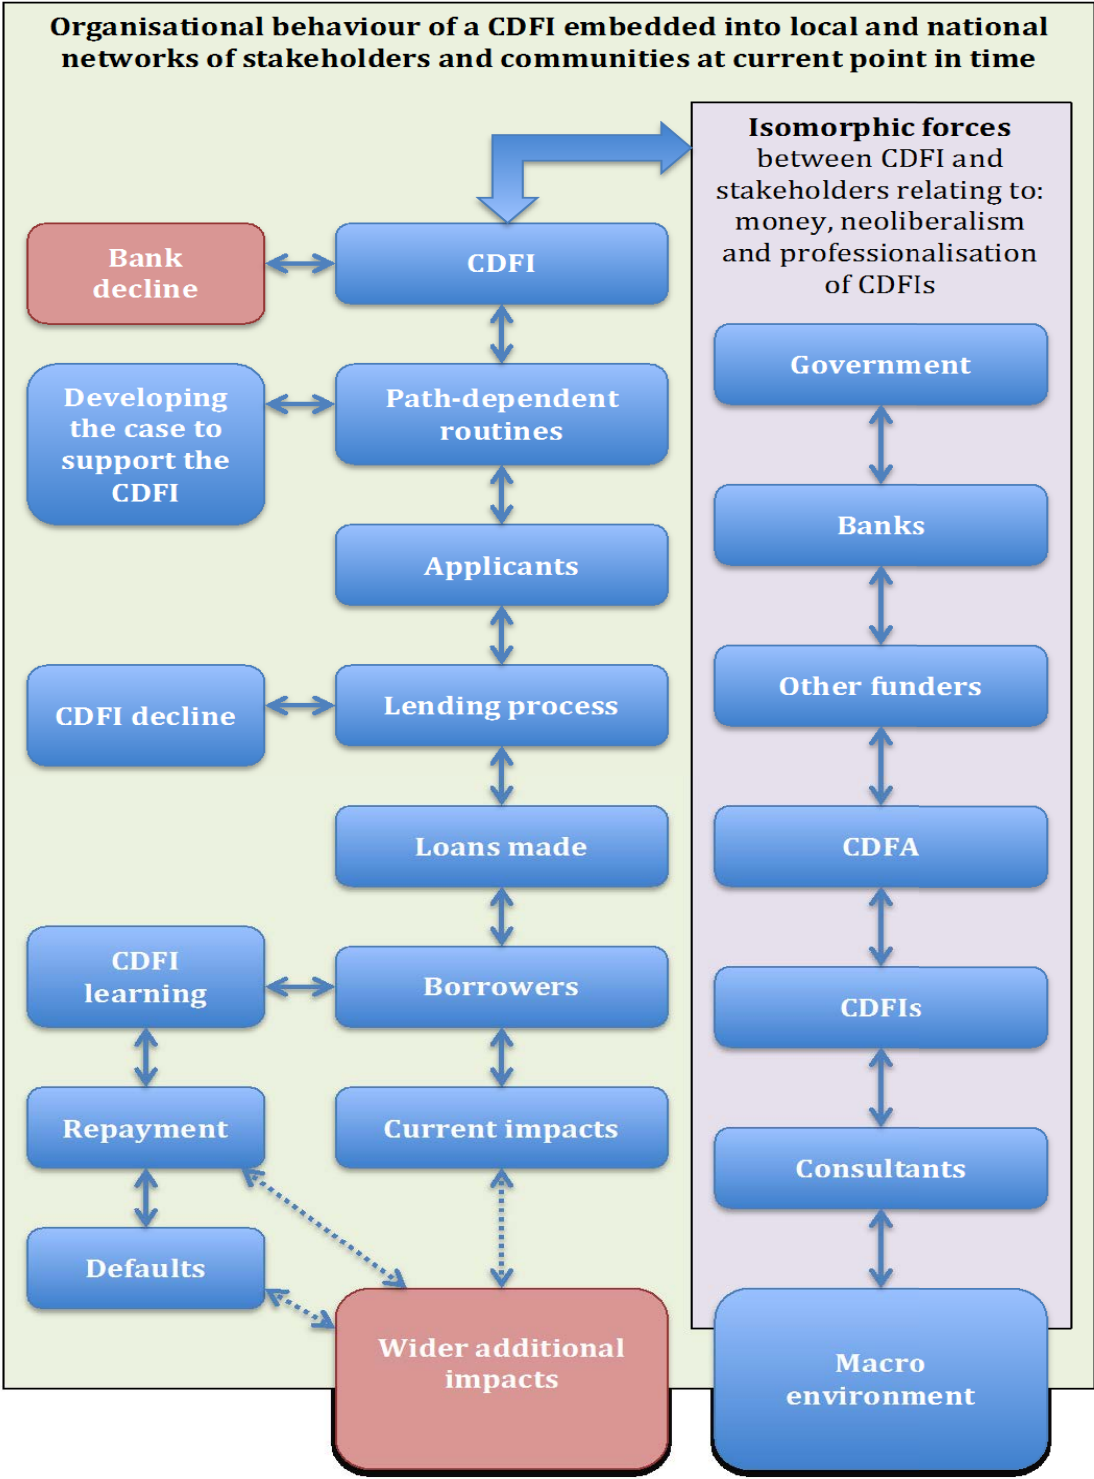 Organisational behaviour of a CDFI embedded into local and national
networks of stakeholders and communities at current point in time
Isomorphic forces
between CDFI and
stakeholders relating to:
money, neoliberalism
and professionalisation
of CDFIs
Bank
decline
CDFI
Developing
the case to
support the
CDFI
Path-dependent
routines
Applicants
CDFI decline
Lending process
Loans made
CDFI
learning
Borrowers
Repayment
Current impacts
Defaults
Wider additional
impacts
Government
Banks
Other funders
CDFA
CDFIs
Consultants
Macro
environment